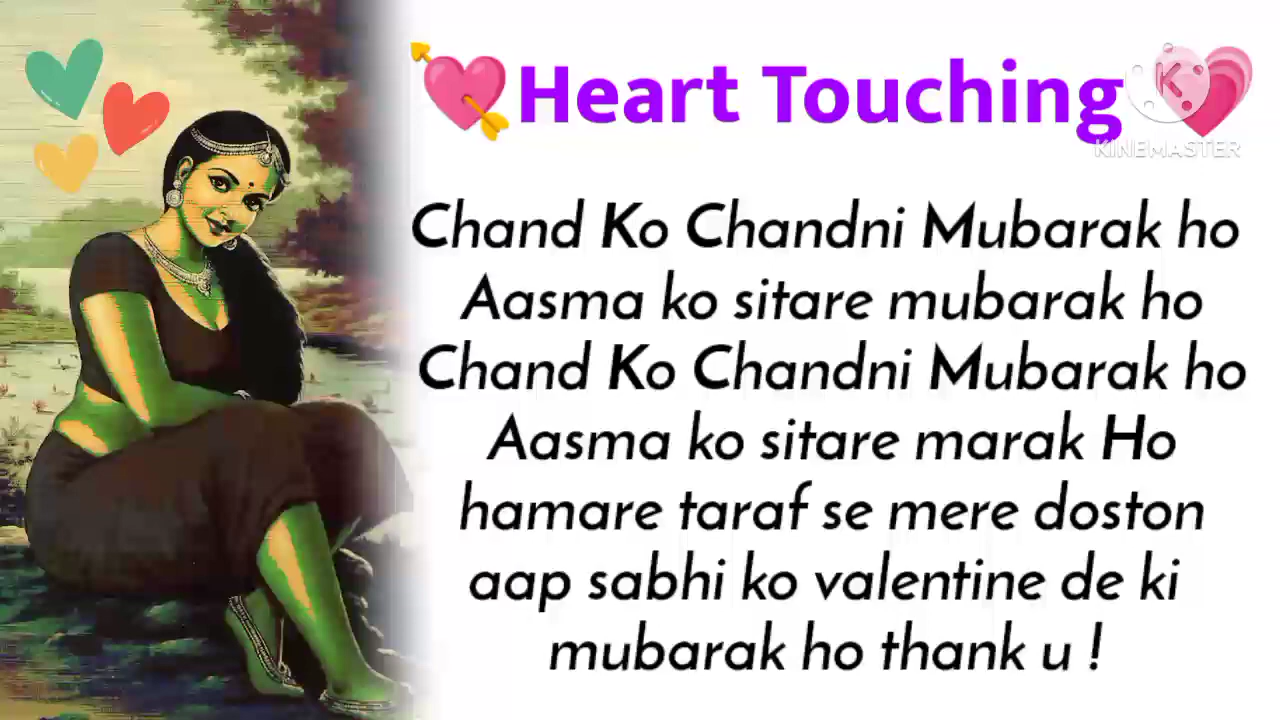 💘Heart Touching💗
KINEMASTER
Chand Ko Chandni Mubarak ho
Aasma ko sitare mubarak ho
Chand Ko Chandni Mubarak ho
Aasma ko sitare marak Ho
hamare taraf se mere doston
aap sabhi ko valentine de ki
mubarak ho thank u !